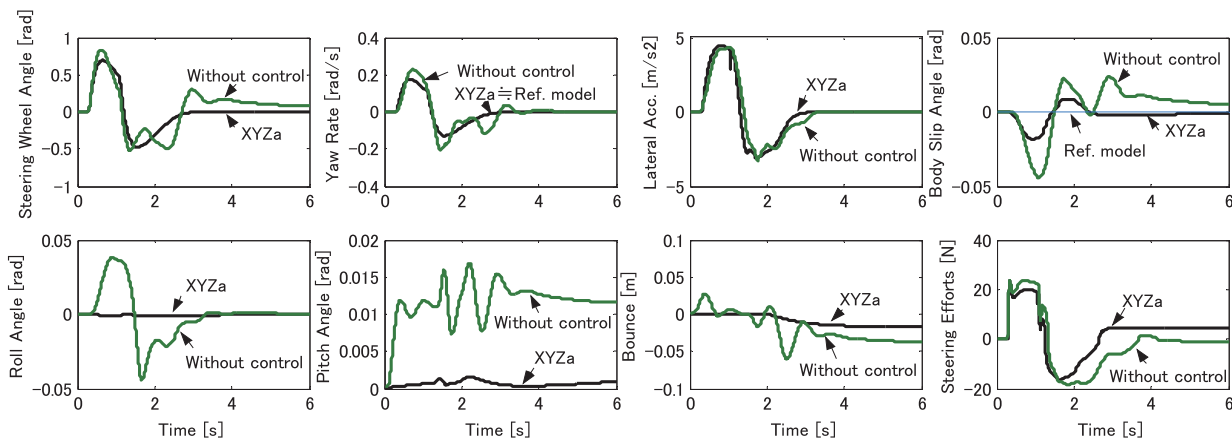 Steering Wheel Angle [rad]
1
0.5
0
−0.5
−1
0 2 4 6
Without control
XYZa
Yaw Rate [rad/s]
0.4
0.2
0
−0.2
−0.4
0 2 4 6
Without control
XYZa≒Ref. model
Lateral Acc. [m/s2]
5
0
−5
0 2 4 6
XYZa
Without control
Body Slip Angle [rad]
0.05
0
−0.05
0 2 4 6
Without control
XYZa
Ref. model
Roll Angle [rad]
0.05
0
−0.05
0 2 4 6
XYZa
Without control
Time [s]
Pitch Angle [rad]
0.02
0.015
0.01
0.005
0
0 2 4 6
Without control
XYZa
Time [s]
Bounce [m]
0.1
0.05
0
−0.05
−0.1
0 2 4 6
XYZa
Without control
Time [s]
Steering Efforts [N]
40
20
0
−20
0 2 4 6
XYZa
Without control
Time [s]